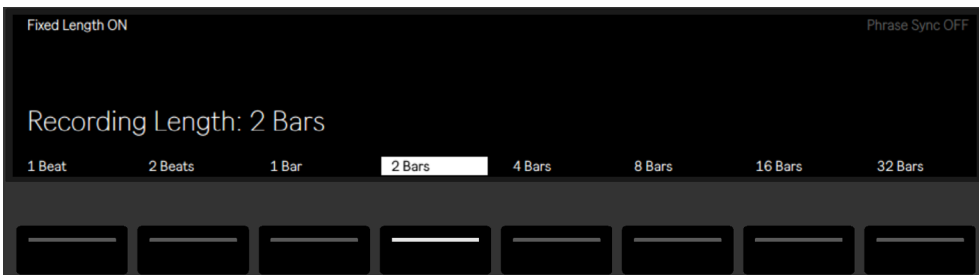 Fixed Length ON
Phrase Sync OFF
Recording Length: 2 Bars
1 Beat 2 Beats 1 Bar 2 Bars 4 Bars 8 Bars 16 Bars 32 Bars